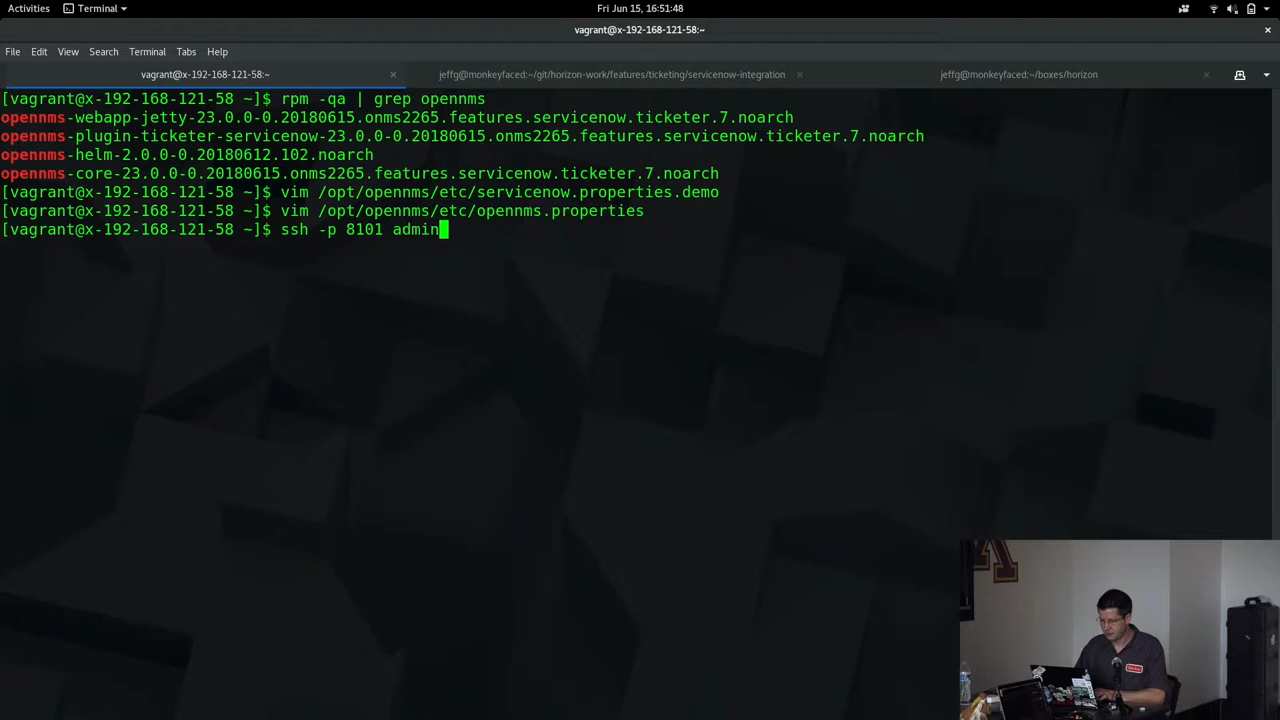 Activities Terminal Fri Jun 15, 16:51:48
vagrant@x-192-168-121-58:~
File Edit View Search Terminal Tabs Help
vagrant@x-192-168-121-58:~ jeffg@monkeyfaced:~/git/horizon-work/features/ticketing/servicenow-integration jeffg@monkeyfaced:~/boxes/horizon
[vagrant@x-192-168-121-58 ~]$ rpm -qa | grep opennms
opennms-webapp-jetty-23.0.0-0.20180615.onms2265.features.servicenow.ticketer.7.noarch
opennms-plugin-ticketer-servicenow-23.0.0-0.20180615.onms2265.features.servicenow.ticketer.7.noarch
opennms-helm-2.0.0-0.20180612.102.noarch
opennms-core-23.0.0-0.20180615.onms2265.features.servicenow.ticketer.7.noarch
[vagrant@x-192-168-121-58 ~]$ vim /opt/opennms/etc/servicenow.properties.demo
[vagrant@x-192-168-121-58 ~]$ vim /opt/opennms/etc/opennms.properties
[vagrant@x-192-168-121-58 ~]$ ssh -p 8101 admin